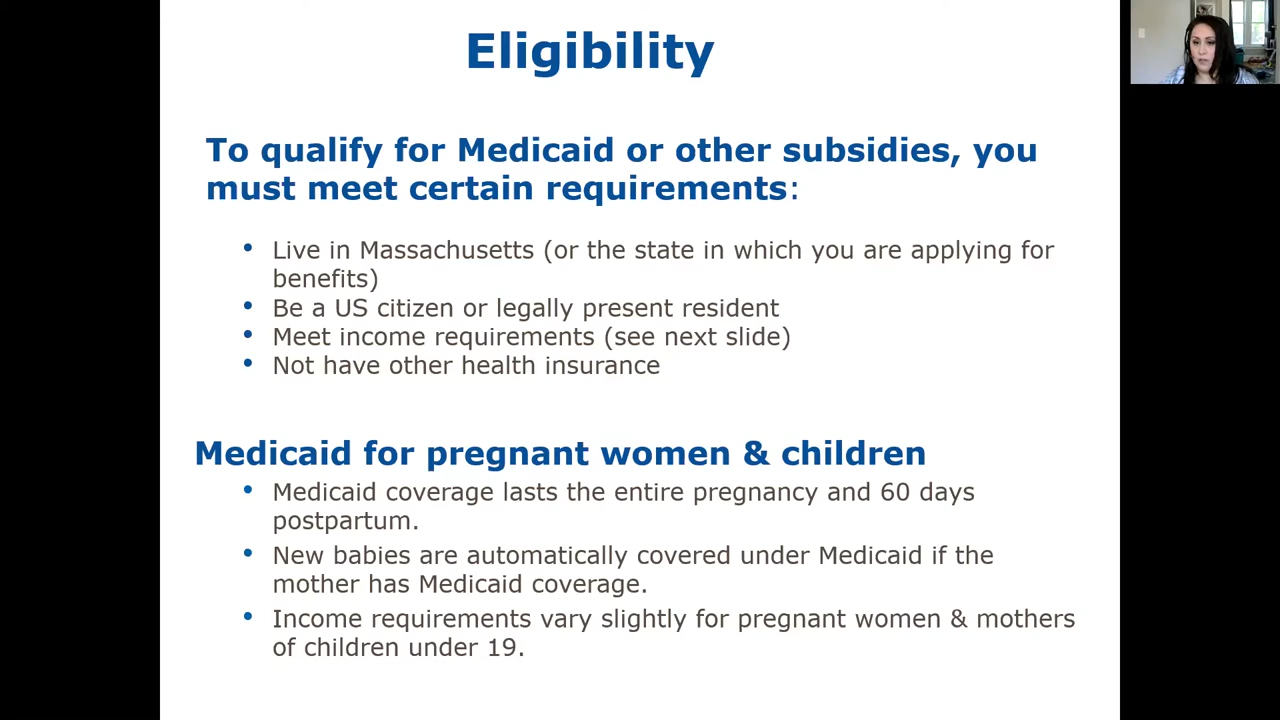 Eligibility
To qualify for Medicaid or other subsidies, you
must meet certain requirements:
• Live in Massachusetts (or the state in which you are applying for
benefits)
• Be a US citizen or legally present resident
• Meet income requirements (see next slide)
• Not have other health insurance
Medicaid for pregnant women & children
• Medicaid coverage lasts the entire pregnancy and 60 days
postpartum.
• New babies are automatically covered under Medicaid if the
mother has Medicaid coverage.
• Income requirements vary slightly for pregnant women & mothers
of children under 19.